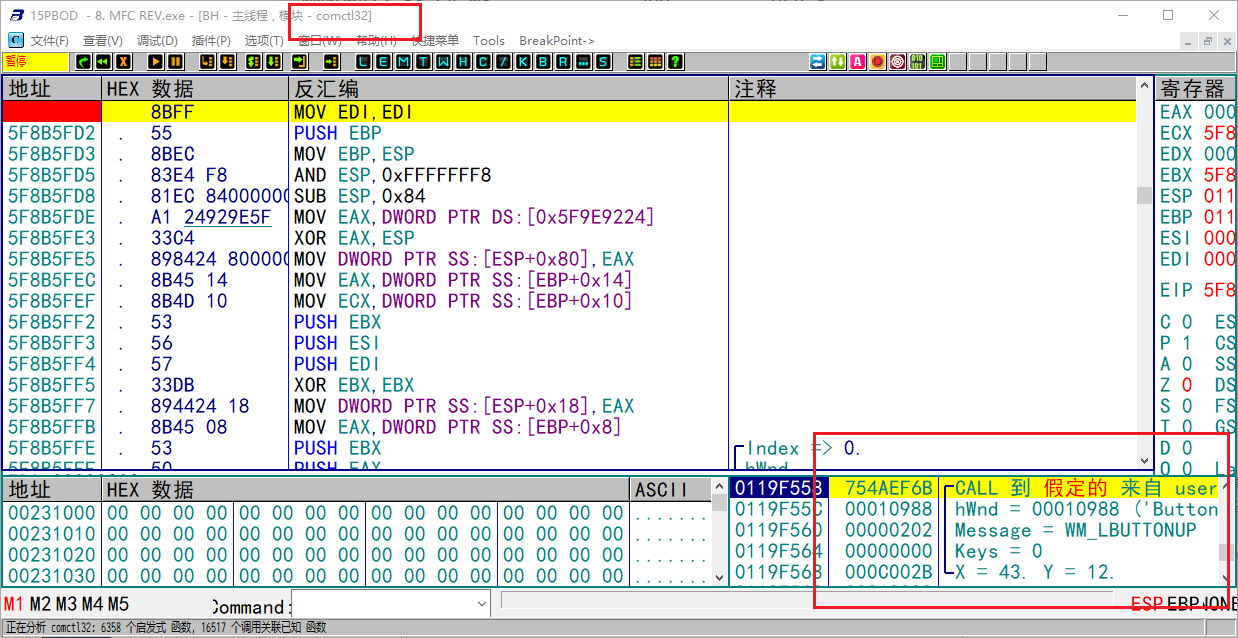 15PBOD - 8. MFC REV.exe - [BH - 主线程 , 模块 - comctl32]
文件(F) 查看(V) 调试(D) 插件(P) 选项(T) 窗口(W) 帮助(H) 快捷菜单 Tools BreakPoint->
暂停 L E M T W H C / K B R ... S ? A
地址 HEX 数据 反汇编 注释 寄存器
8BFF MOV EDI,EDI EAX 000
5F8B5FD2 . 55 PUSH EBP ECX 5F8
5F8B5FD3 . 8BEC MOV EBP,ESP EDX 000
5F8B5FD5 . 83E4 F8 AND ESP,0xFFFFFFF8 EBX 5F8
5F8B5FD8 . 81EC 84000000 SUB ESP,0x84 ESP 011
5F8B5FDE . A1 24929E5F MOV EAX,DWORD PTR DS:[0x5F9E9224] EBP 011
5F8B5FE3 . 33C4 XOR EAX,ESP ESI 000
5F8B5FE5 . 898424 800000 MOV DWORD PTR SS:[ESP+0x80],EAX EDI 000
5F8B5FEC . 8B45 14 MOV EAX,DWORD PTR SS:[EBP+0x14]
5F8B5FEF . 8B4D 10 MOV ECX,DWORD PTR SS:[EBP+0x10] EIP 5F8
5F8B5FF2 . 53 PUSH EBX C 0 ES
5F8B5FF3 . 56 PUSH ESI P 1 CS
5F8B5FF4 . 57 PUSH EDI A 0 SS
5F8B5FF5 . 33DB XOR EBX,EBX Z 0 DS
5F8B5FF7 . 894424 18 MOV DWORD PTR SS:[ESP+0x18],EAX S 0 FS
5F8B5FFB . 8B45 08 MOV EAX,DWORD PTR SS:[EBP+0x8] T 0 GS
5F8B5FFE . 53 PUSH EBX Index => 0. D 0
5F8B5FFF . 50 PUSH EAX hWnd O 0 La
地址 HEX 数据 ASCII
00231000 00 00 00 00 00 00 00 00 00 00 00 00 00 00 00 00 .......
00231010 00 00 00 00 00 00 00 00 00 00 00 00 00 00 00 00 .......
00231020 00 00 00 00 00 00 00 00 00 00 00 00 00 00 00 00 .......
00231030 00 00 00 00 00 00 00 00 00 00 00 00 00 00 00 00 .......
0119F558 754AEF6B CALL 到 假定的 来自 user
0119F55C 00010988 hWnd = 00010988 ('Button
0119F560 00000202 Message = WM_LBUTTONUP
0119F564 00000000 Keys = 0
0119F568 000C002B X = 43. Y = 12.
M1 M2 M3 M4 M5 Command: ESP EBP NONE
正在分析 comctl32: 6358 个启发式 函数, 16517 个调用关联已知 函数